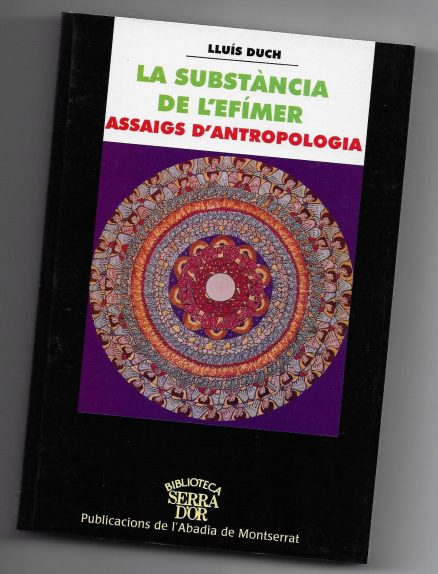 LLUÍS DUCH
LA SUBSTÀNCIA
DE L'EFÍMER
ASSAIGS D'ANTROPOLOGIA
BIBLIOTECA
SERRA
D'OR
Publicacions de l'Abadia de Montserrat